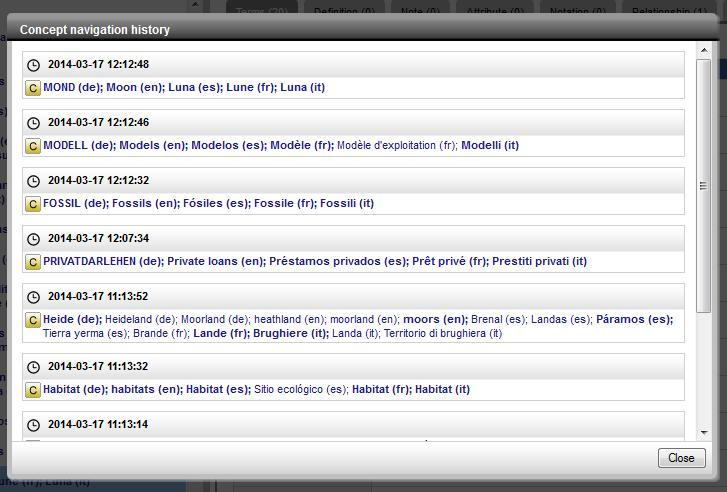 Terms (20) Definition (0) Note (0) Attribute (0) Notation (0) Relationship (1)
Concept navigation history
2014-03-17 12:12:48
C MOND (de); Moon (en); Luna (es); Lune (fr); Luna (it)
2014-03-17 12:12:46
C MODELL (de); Models (en); Modelos (es); Modèle (fr); Modèle d'exploitation (fr); Modelli (it)
2014-03-17 12:12:32
C FOSSIL (de); Fossils (en); Fósiles (es); Fossile (fr); Fossili (it)
2014-03-17 12:07:34
C PRIVATDARLEHEN (de); Private loans (en); Préstamos privados (es); Prêt privé (fr); Prestiti privati (it)
2014-03-17 11:13:52
C Heide (de); Heideland (de); Moorland (de); heathland (en); moorland (en); moors (en); Brenal (es); Landas (es); Páramos (es);
Tierra yerma (es); Brande (fr); Lande (fr); Brughiere (it); Landa (it); Territorio di brughiera (it)
2014-03-17 11:13:32
C Habitat (de); habitats (en); Habitat (es); Sitio ecológico (es); Habitat (fr); Habitat (it)
2014-03-17 11:13:14
Close
(fr); Luna (it)